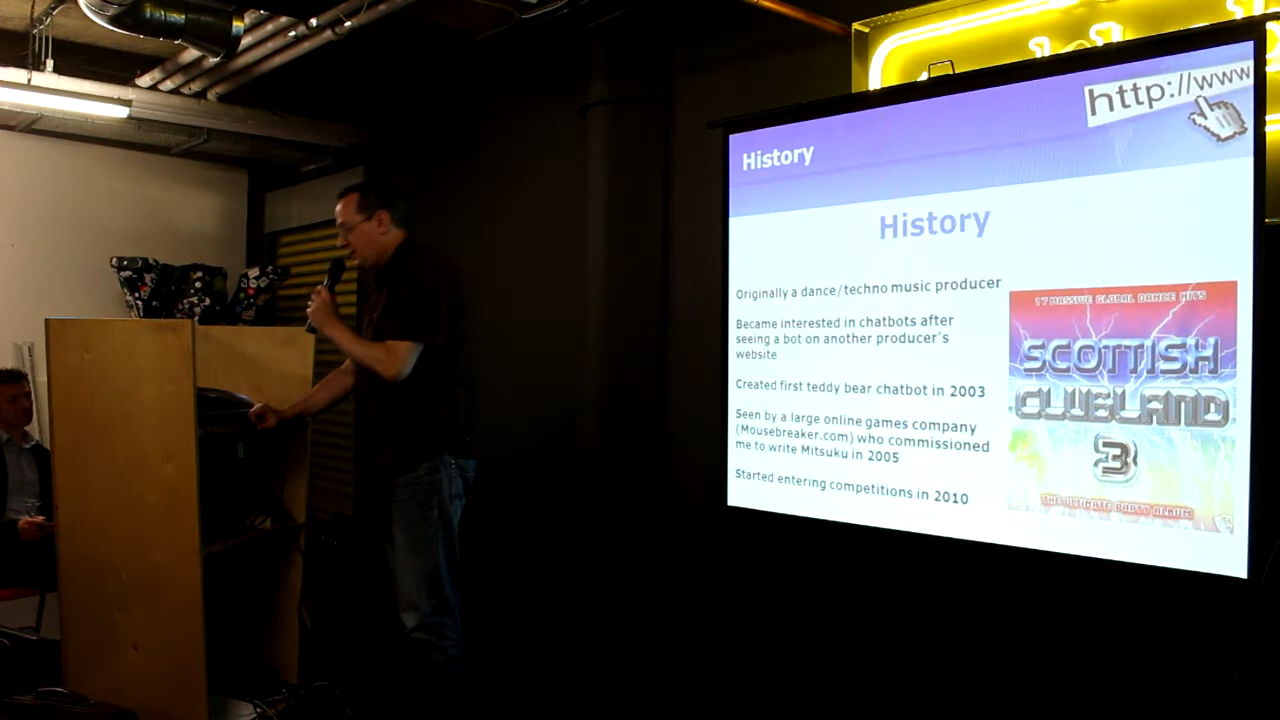 http://www
History
History
Originally a dance/techno music producer
Became interested in chatbots after
seeing a bot on another producer's
website
Created first teddy bear chatbot in 2003
Seen by a large online games company
(Mousebreaker.com) who commissioned
me to write Mitsuku in 2005
Started entering competitions in 2010
17 MASSIVE GLOBAL DANCE HITS
SCOTTISH
CLUBLAND
3
THE ULTIMATE PARTY ALBUM